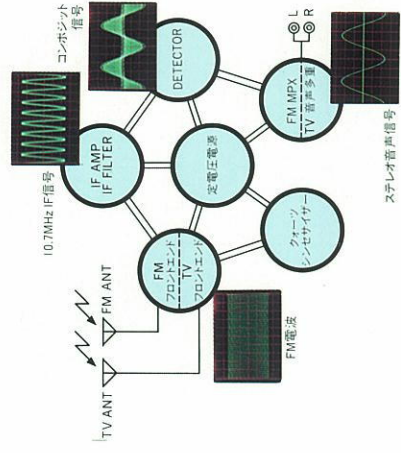 TV ANT
FM ANT
FM電波
FM
フロントエンド
TV
フロントエンド
10.7MHz IF信号
IF AMP
IF FILTER
コンポジット
信号
DETECTOR
定電圧電源
クォーツ
シンセサイザー
FM MPX
TV 音声多重
L
R
ステレオ音声信号